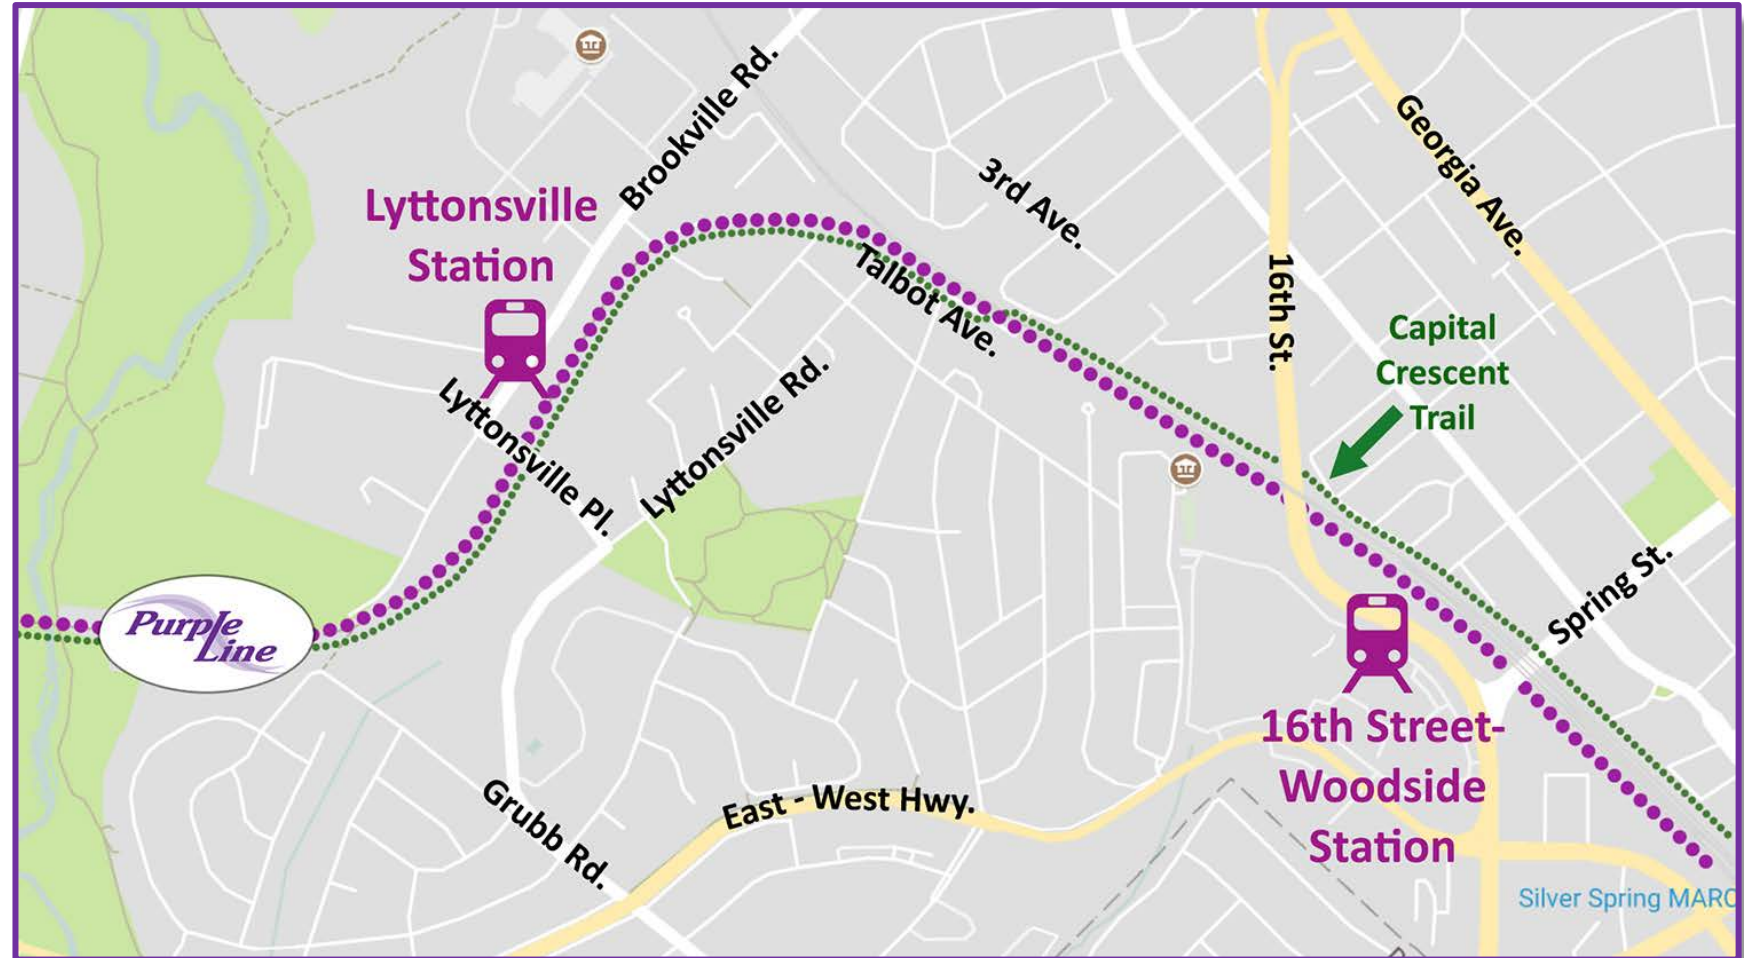 Brookville Rd.
Georgia Ave.
3rd Ave.
Lyttonsville
Station
Talbot Ave.
16th St.
Capital
Crescent
Trail
Lyttonsville Pl.
Lyttonsville Rd.
Spring St.
Purple
Line
16th Street-
Woodside
Station
Grubb Rd.
East - West Hwy.
Silver Spring MARC